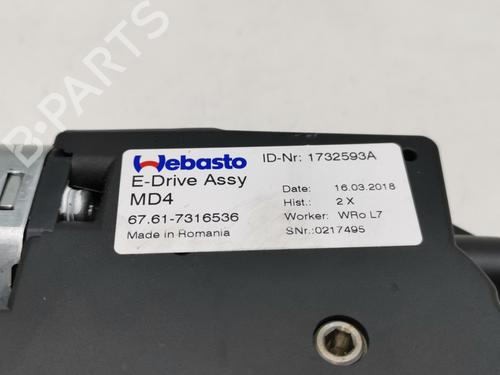 B-PARTS
Webasto
ID-Nr: 1732593A
E-Drive Assy
MD4
67.61-7316536
Made in Romania
Date: 16.03.2018
Hist.: 2 X
Worker: WRo L7
SNr.:0217495